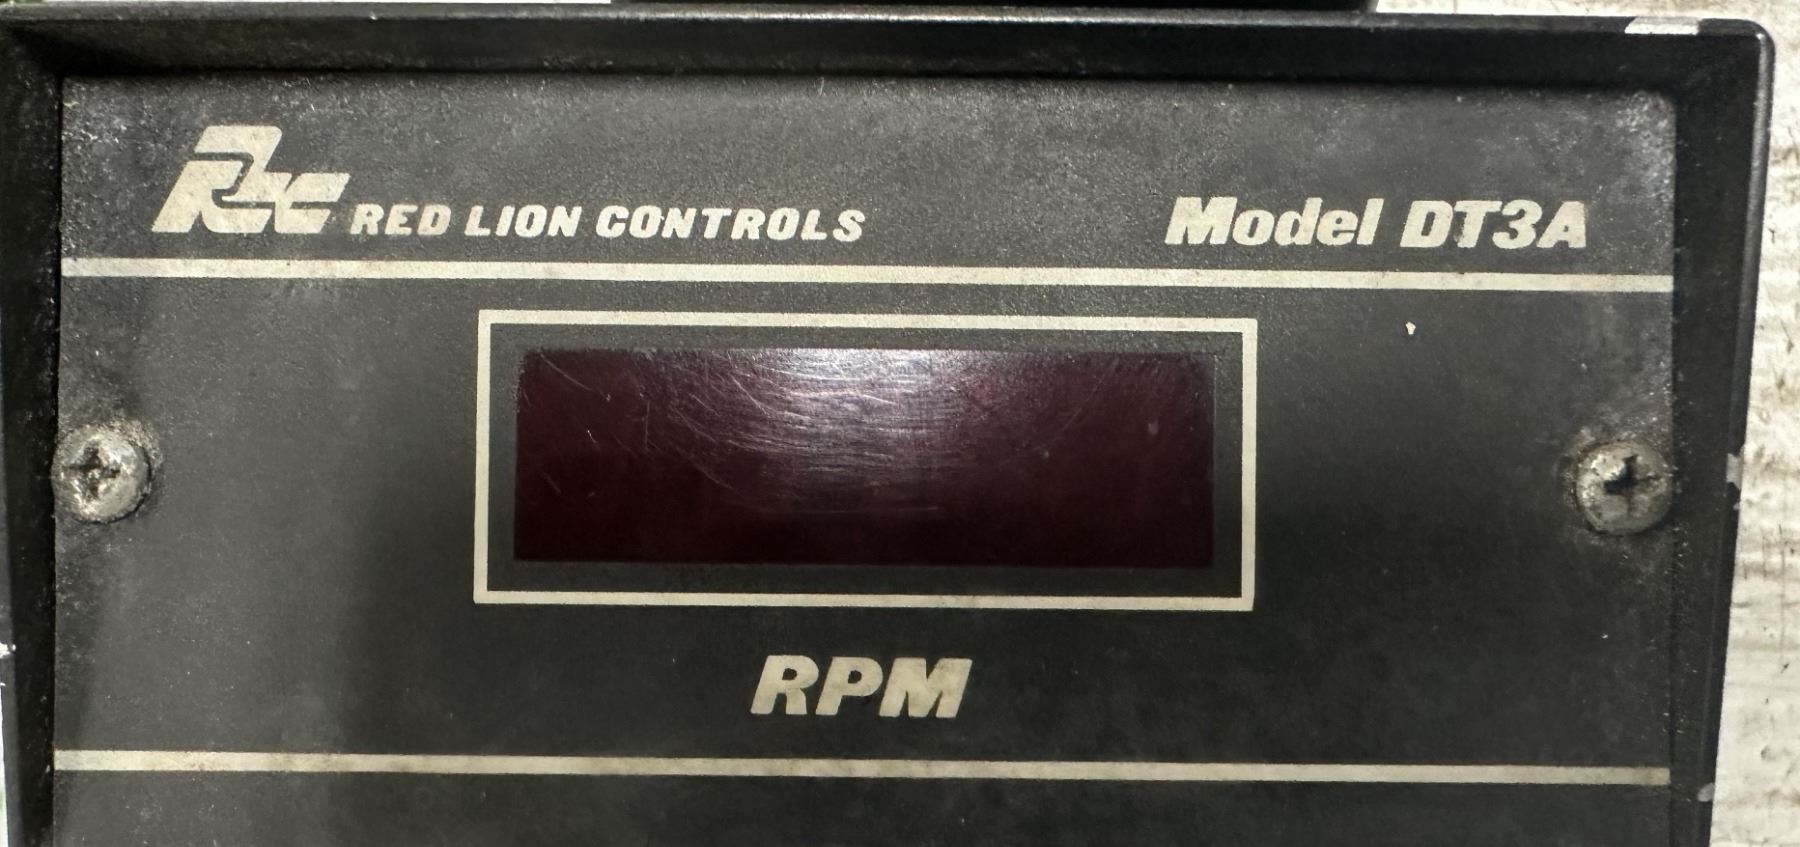 RLC RED LION CONTROLS Model DT3A
RPM